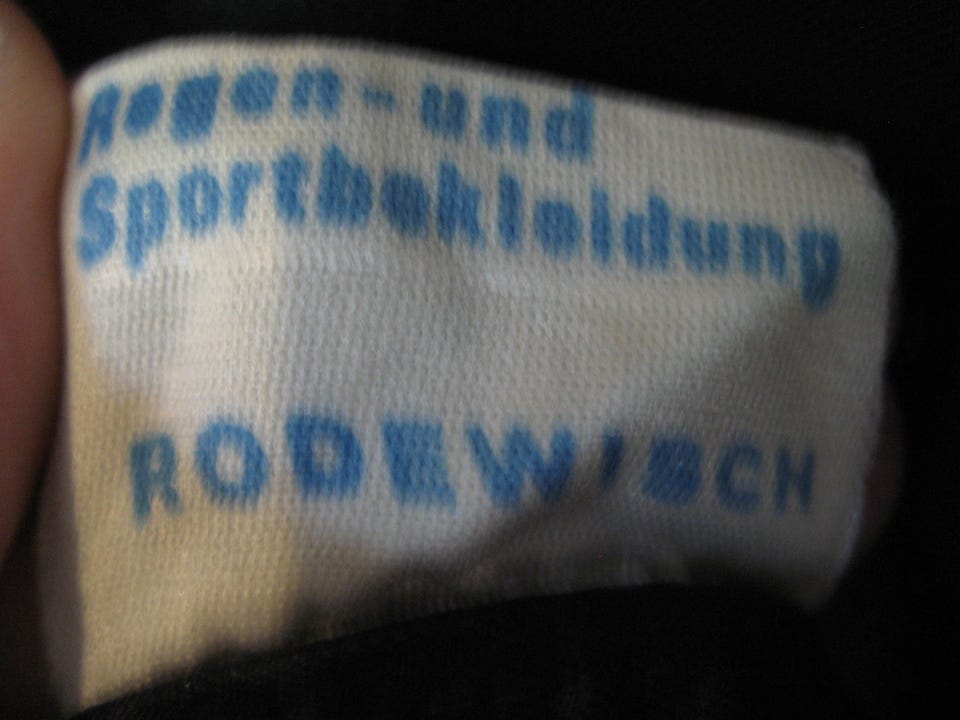 Regen- und
Sportbekleidung
RODEWISCH